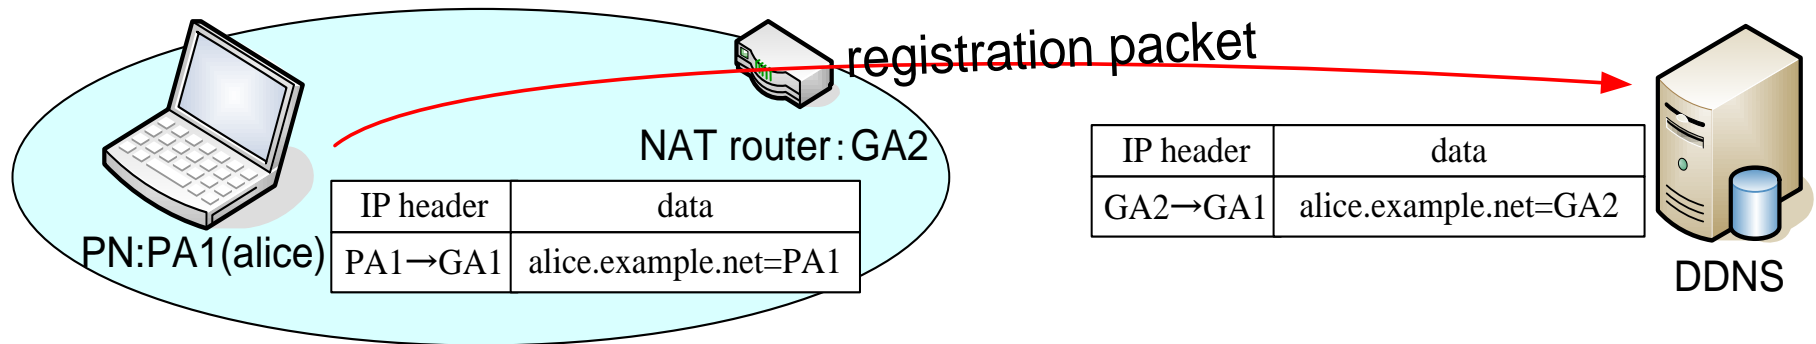 registration packet
NAT router：GA2
PN:PA1(alice)
IP header data
PA1→GA1 alice.example.net=PA1
IP header data
GA2→GA1 alice.example.net=GA2
DDNS